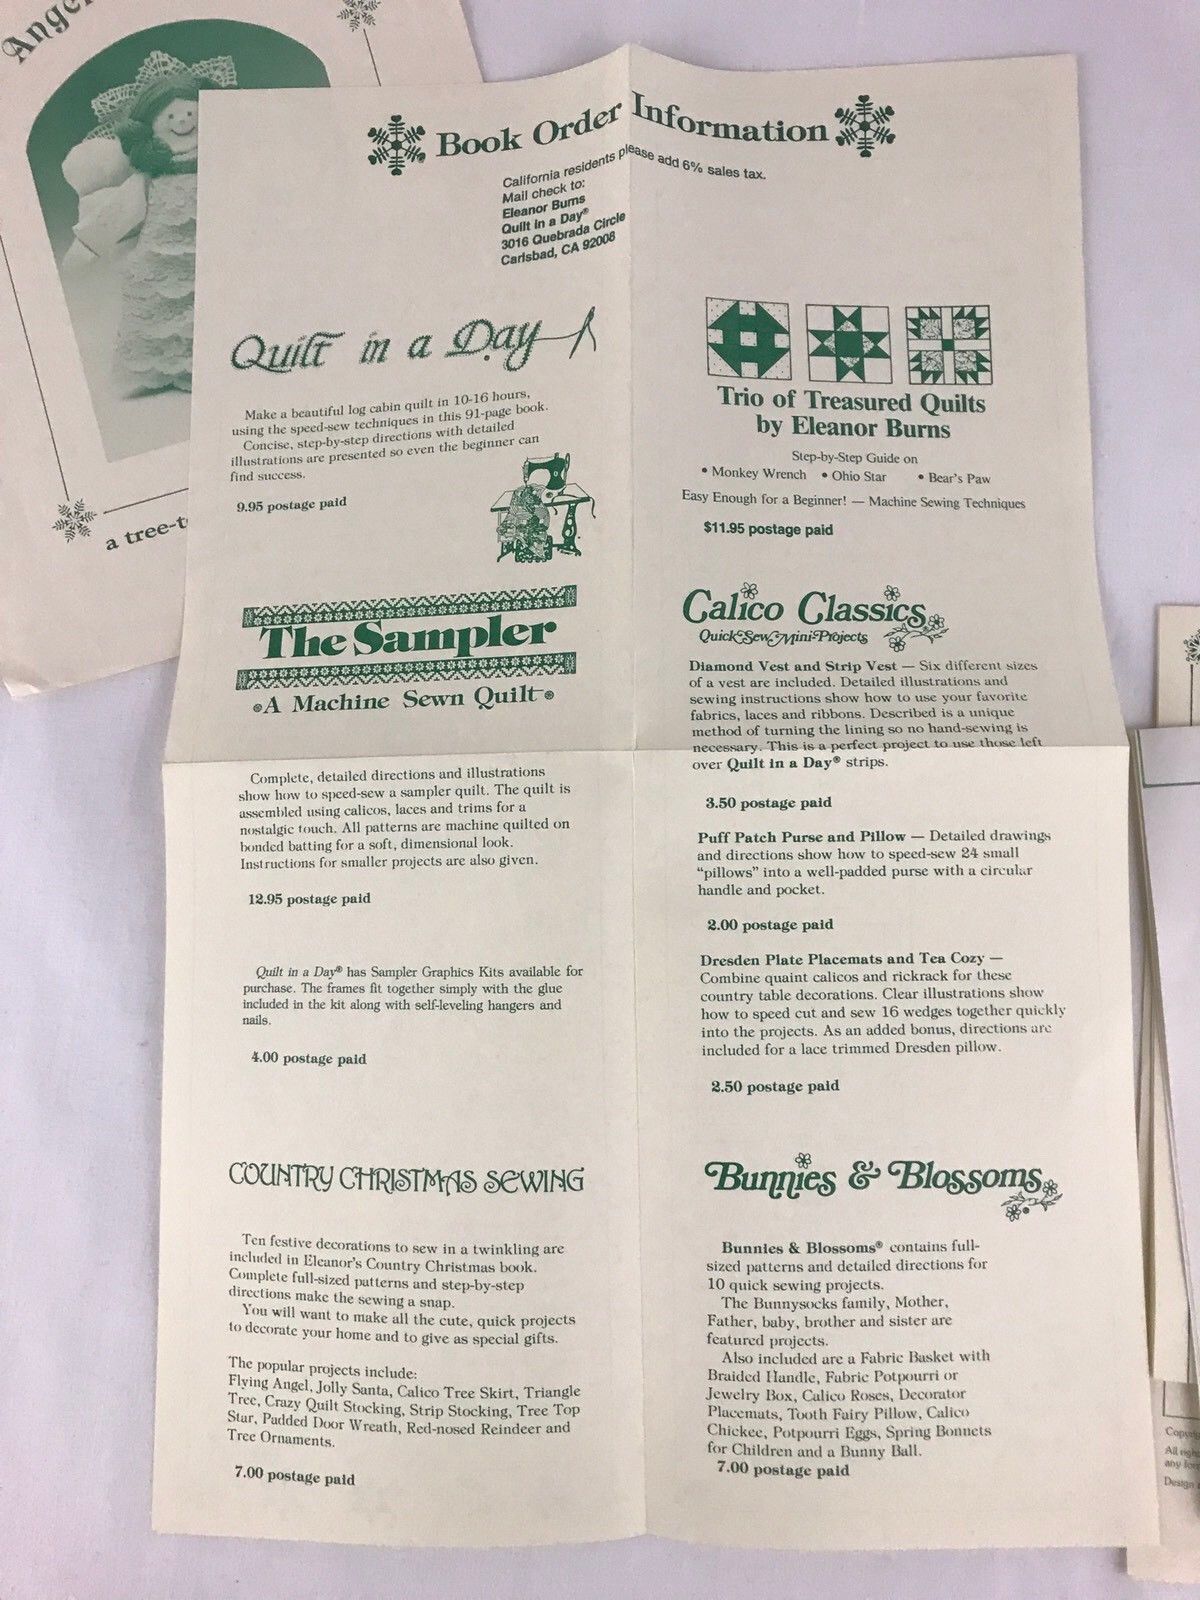 Angel
a tree-t
Book Order Information
California residents please add 6% sales tax.
Mail check to:
Eleanor Burns
Quilt in a Day®
3016 Quebrada Circle
Carlsbad, CA 92008
Quilt in a Day
Make a beautiful log cabin quilt in 10-16 hours,
using the speed-sew techniques in this 91-page book.
Concise, step-by-step directions with detailed
illustrations are presented so even the beginner can
find success.
9.95 postage paid
The Sampler
A Machine Sewn Quilt
Complete, detailed directions and illustrations
show how to speed-sew a sampler quilt. The quilt is
assembled using calicos, laces and trims for a
nostalgic touch. All patterns are machine quilted on
bonded batting for a soft, dimensional look.
Instructions for smaller projects are also given.
12.95 postage paid
Quilt in a Day® has Sampler Graphics Kits available for
purchase. The frames fit together simply with the glue
included in the kit along with self-leveling hangers and
nails.
4.00 postage paid
COUNTRY CHRISTMAS SEWING
Ten festive decorations to sew in a twinkling are
included in Eleanor's Country Christmas book.
Complete full-sized patterns and step-by-step
directions make the sewing a snap.
You will want to make all the cute, quick projects
to decorate your home and to give as special gifts.
The popular projects include:
Flying Angel, Jolly Santa, Calico Tree Skirt, Triangle
Tree, Crazy Quilt Stocking, Strip Stocking, Tree Top
Star, Padded Door Wreath, Red-nosed Reindeer and
Tree Ornaments.
7.00 postage paid
Trio of Treasured Quilts
by Eleanor Burns
Step-by-Step Guide on
• Monkey Wrench • Ohio Star • Bear's Paw
Easy Enough for a Beginner! — Machine Sewing Techniques
$11.95 postage paid
Calico Classics
Quick-Sew Mini-Projects
Diamond Vest and Strip Vest — Six different sizes
of a vest are included. Detailed illustrations and
sewing instructions show how to use your favorite
fabrics, laces and ribbons. Described is a unique
method of turning the lining so no hand-sewing is
necessary. This is a perfect project to use those left
over Quilt in a Day® strips.
3.50 postage paid
Puff Patch Purse and Pillow — Detailed drawings
and directions show how to speed-sew 24 small
"pillows" into a well-padded purse with a circular
handle and pocket.
2.00 postage paid
Dresden Plate Placemats and Tea Cozy —
Combine quaint calicos and rickrack for these
country table decorations. Clear illustrations show
how to speed cut and sew 16 wedges together quickly
into the projects. As an added bonus, directions are
included for a lace trimmed Dresden pillow.
2.50 postage paid
Bunnies & Blossoms
Bunnies & Blossoms® contains full-
sized patterns and detailed directions for
10 quick sewing projects.
The Bunnysocks family, Mother,
Father, baby, brother and sister are
featured projects.
Also included are a Fabric Basket with
Braided Handle, Fabric Potpourri or
Jewelry Box, Calico Roses, Decorator
Placemats, Tooth Fairy Pillow, Calico
Chickee, Potpourri Eggs, Spring Bonnets
for Children and a Bunny Ball.
7.00 postage paid
All
any
Design